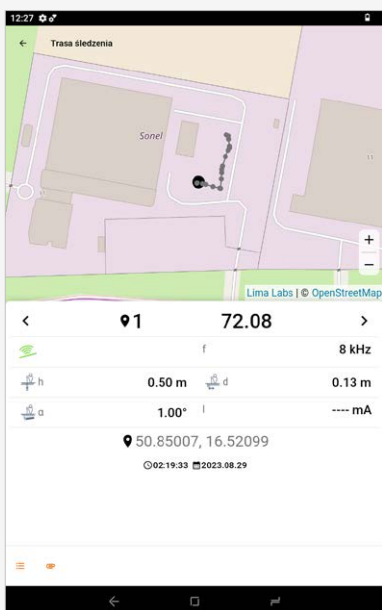 12:27
Trasa śledzenia
Sonel
11
+
−
Lima Labs | © OpenStreetMap
1 72.08
f 8 kHz
h 0.50 m d 0.13 m
α 1.00° I ---- mA
50.85007, 16.52099
02:19:33 2023.08.29